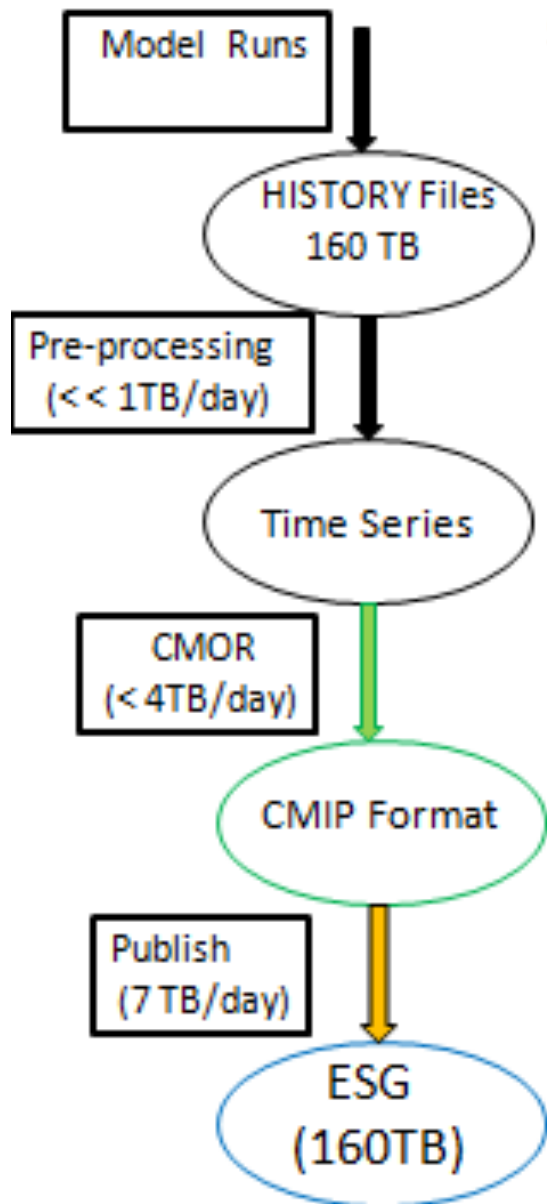 Model Runs
HISTORY Files
160 TB
Pre-processing
(< < 1TB/day)
Time Series
CMOR
(< 4TB/day)
CMIP Format
Publish
(7 TB/day)
ESG
(160TB)